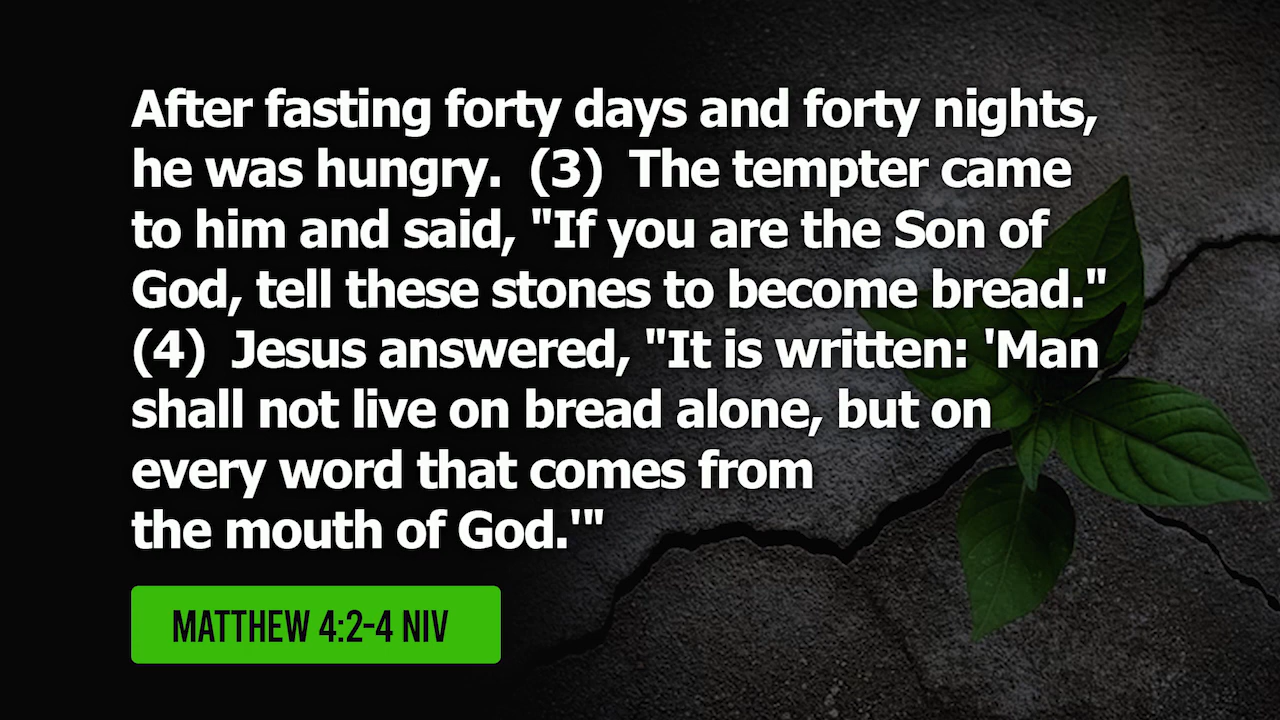 After fasting forty days and forty nights,
he was hungry.  (3)  The tempter came
to him and said, "If you are the Son of
God, tell these stones to become bread."
(4)  Jesus answered, "It is written: 'Man
shall not live on bread alone, but on
every word that comes from
the mouth of God.'"
MATTHEW 4:2-4 NIV